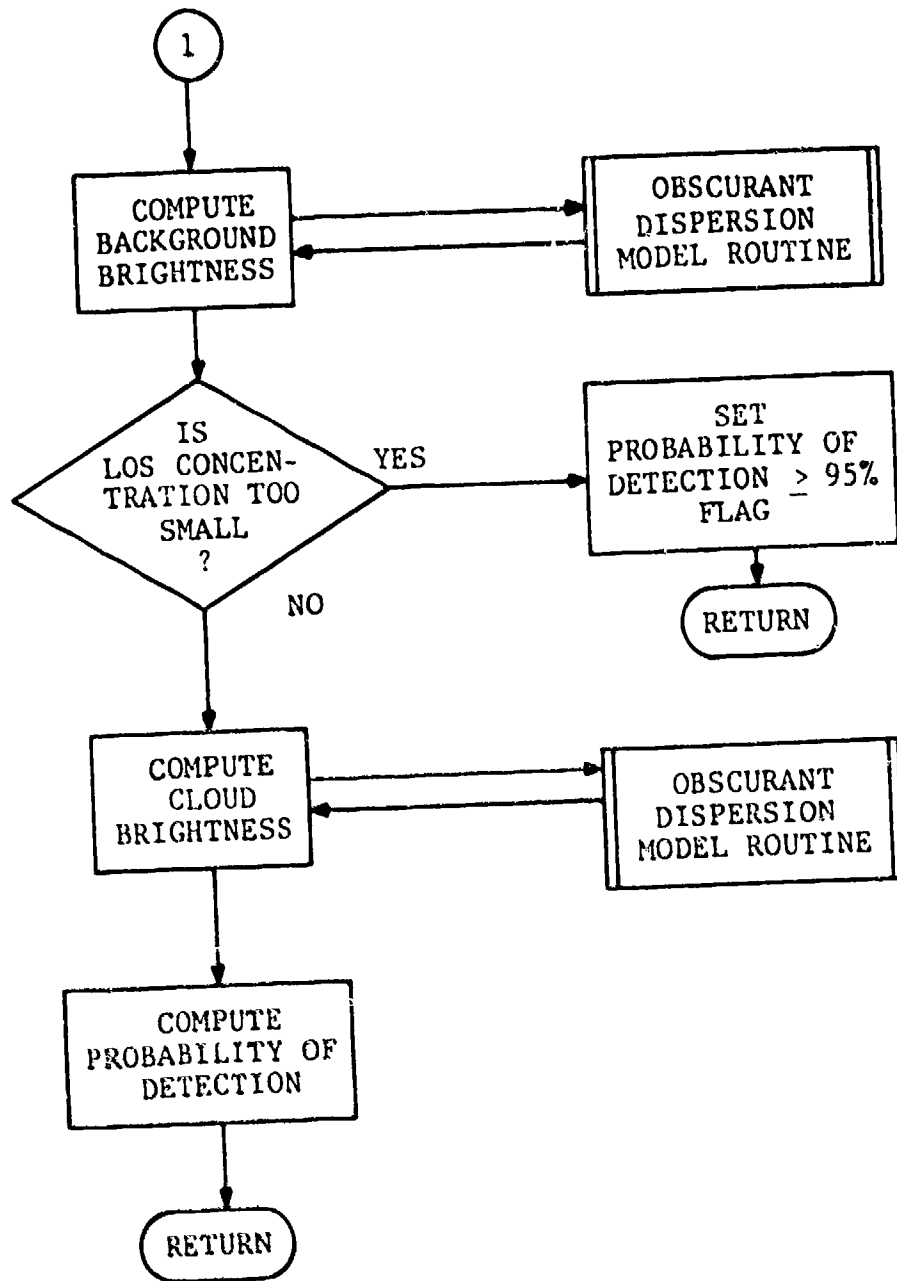 1
COMPUTE
BACKGROUND
BRIGHTNESS
OBSCURANT
DISPERSION
MODEL ROUTINE
IS
LOS CONCEN-
TRATION TOO
SMALL
?
YES
SET
PROBABILITY OF
DETECTION ≥ 95%
FLAG
RETURN
NO
COMPUTE
CLOUD
BRIGHTNESS
OBSCURANT
DISPERSION
MODEL ROUTINE
COMPUTE
PROBABILITY OF
DETECTION
RETURN